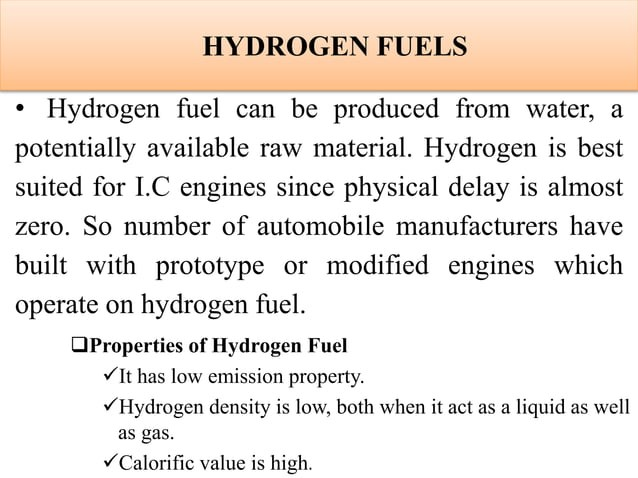 HYDROGEN FUELS
• Hydrogen fuel can be produced from water, a
potentially available raw material. Hydrogen is best
suited for I.C engines since physical delay is almost
zero. So number of automobile manufacturers have
built with prototype or modified engines which
operate on hydrogen fuel.
❑Properties of Hydrogen Fuel
✓It has low emission property.
✓Hydrogen density is low, both when it act as a liquid as well
as gas.
✓Calorific value is high.